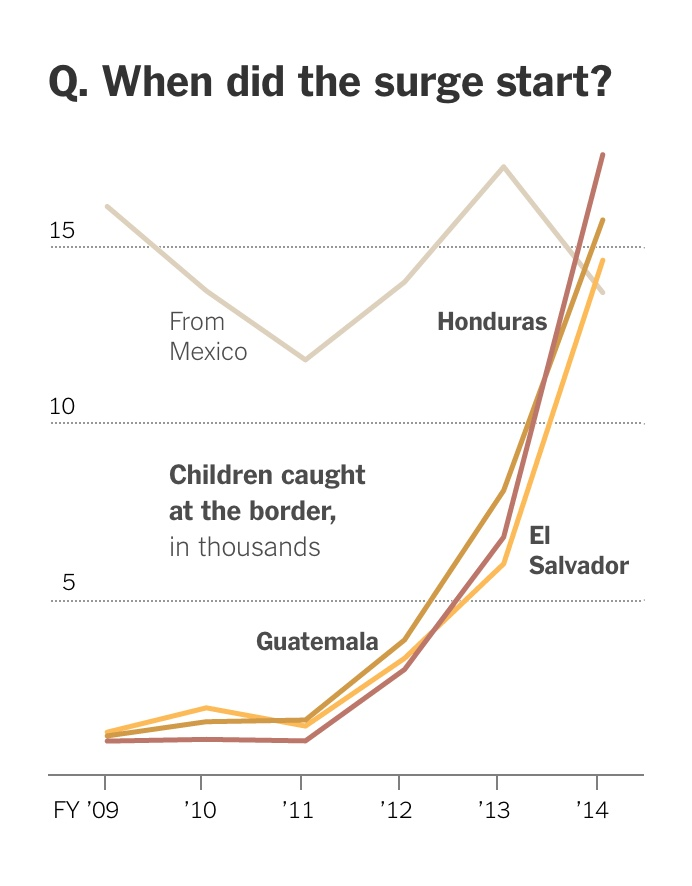 Q. When did the surge start?
15
From
Mexico
Honduras
10
Children caught
at the border,
in thousands
El
Salvador
5
Guatemala
FY ’09 ’10 ’11 ’12 ’13 ’14